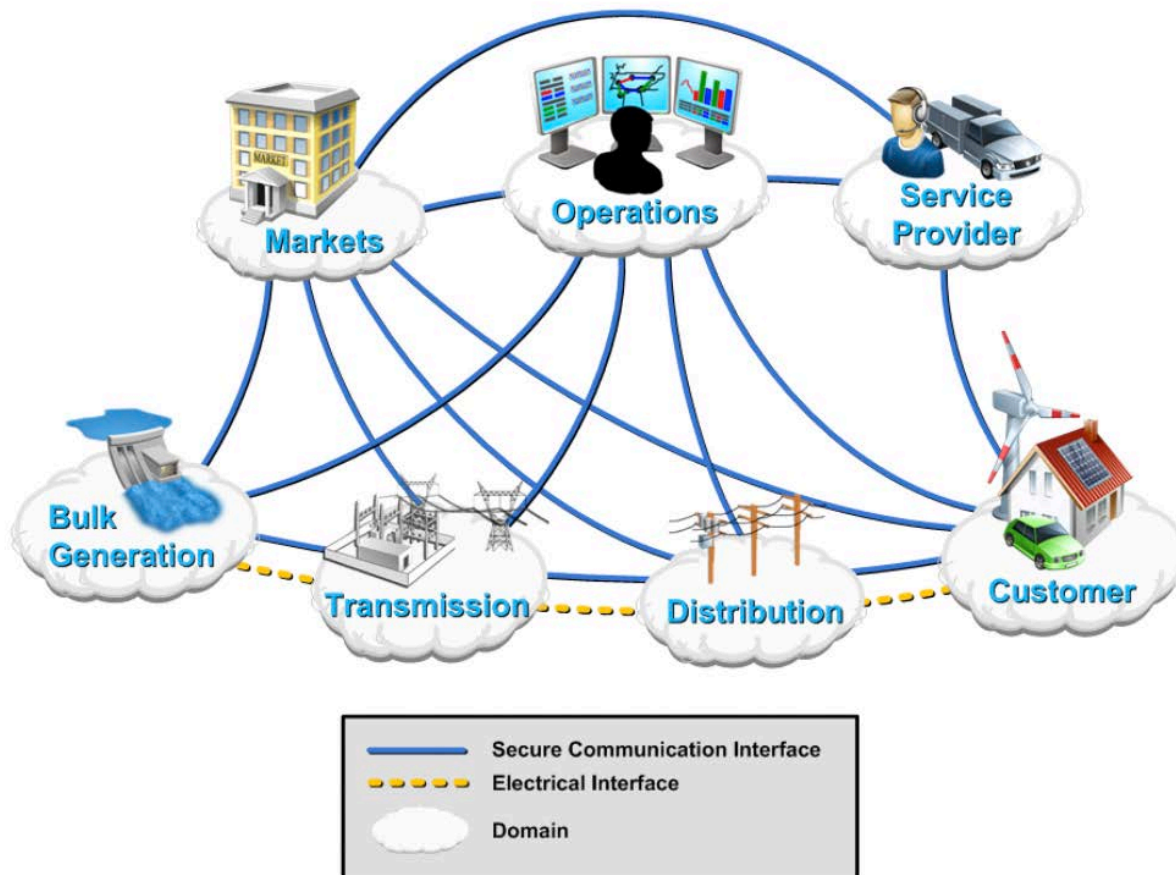 MARKET
Markets
Operations
Service
Provider
Bulk
Generation
Transmission
Distribution
Customer
Secure Communication Interface
Electrical Interface
Domain